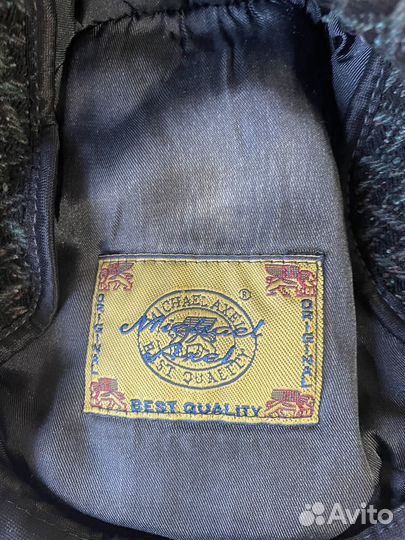 MICHAEL AXEL
®
Michael
Axel
BEST QUALITY
ORIGINAL
ORIGINAL
BEST QUALITY
Avito